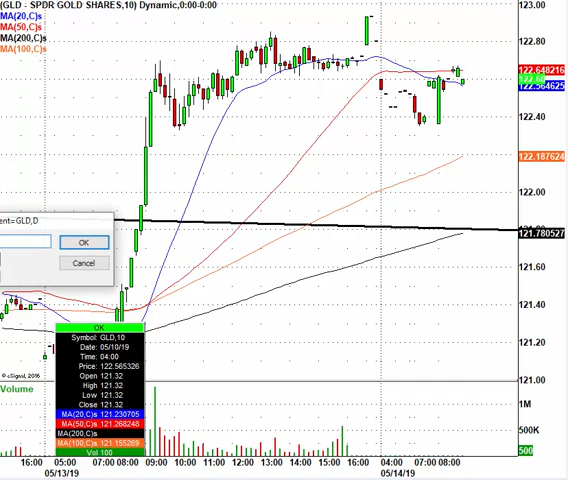 (GLD - SPDR GOLD SHARES,10) Dynamic,0:00-0:00
MA(20,C)s
MA(50,C)s
MA(200,C)s
MA(100,C)s
123.00
122.80
122.648216
122.60
122.564625
122.40
122.187624
122.00
121.780527
121.60
121.40
121.20
121.00
ent=GLD,D
OK
Cancel
OK
Symbol: GLD,10
Date: 05/10/19
Time: 04:00
Price: 122.565326
Open 121.32
High 121.32
Low 121.32
Close 121.32
MA(20,C)s 121.230705
MA(50,C)s 121.268248
MA(200,C)s
MA(100,C)s 121.155269
Vol 100
© eSignal, 2016
Volume
1M
500K
500
16:00 05:00 07:00 08:00 09:00 10:00 11:00 12:00 13:00 14:00 15:00 16:00 04:00 07:00 08:00
05/13/19 05/14/19